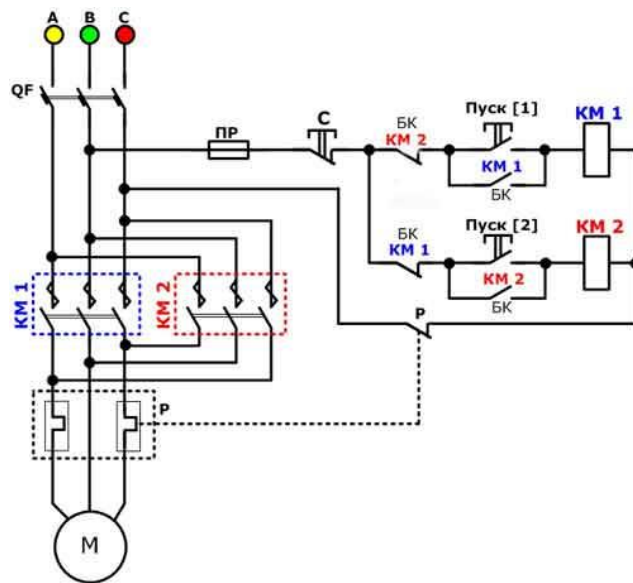 A B C
QF
ПР
С
БК
КМ 2
Пуск [1]
КМ 1
КМ 1
БК
БК
КМ 1
Пуск [2]
КМ 2
КМ 2
БК
КМ 1
КМ 2
Р
Р
М